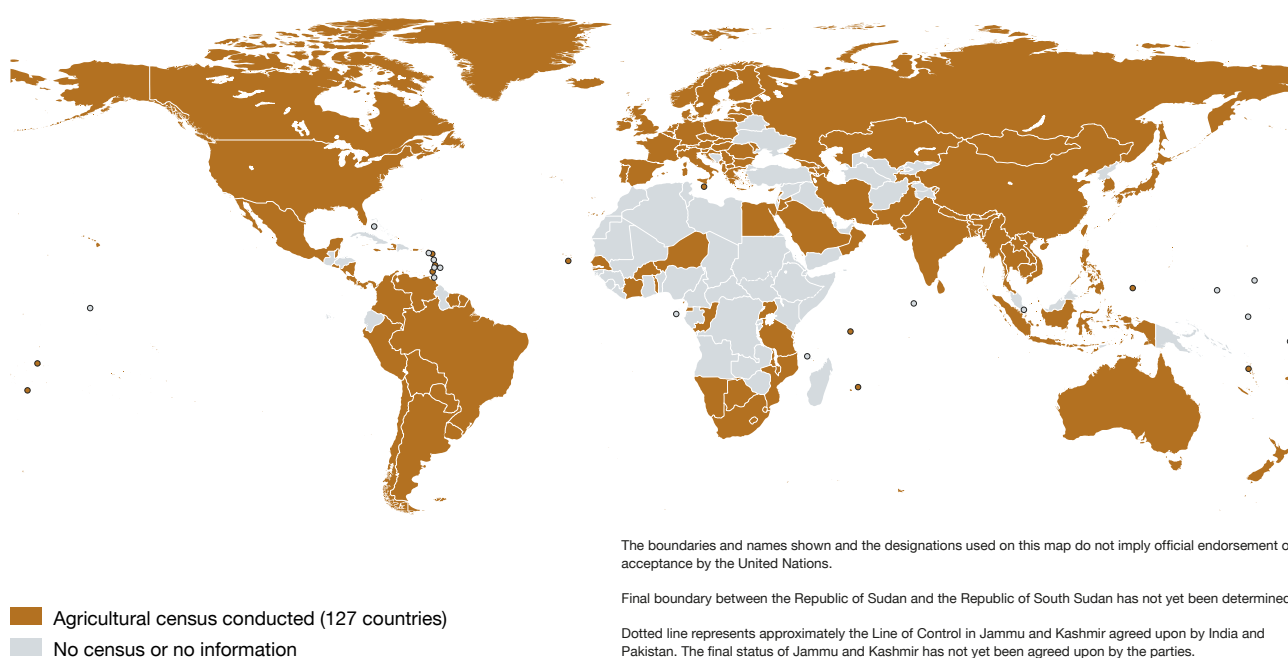 The boundaries and names shown and the designations used on this map do not imply official endorsement o
acceptance by the United Nations.
Final boundary between the Republic of Sudan and the Republic of South Sudan has not yet been determined
Dotted line represents approximately the Line of Control in Jammu and Kashmir agreed upon by India and
Pakistan. The final status of Jammu and Kashmir has not yet been agreed upon by the parties.
Agricultural census conducted (127 countries)
No census or no information